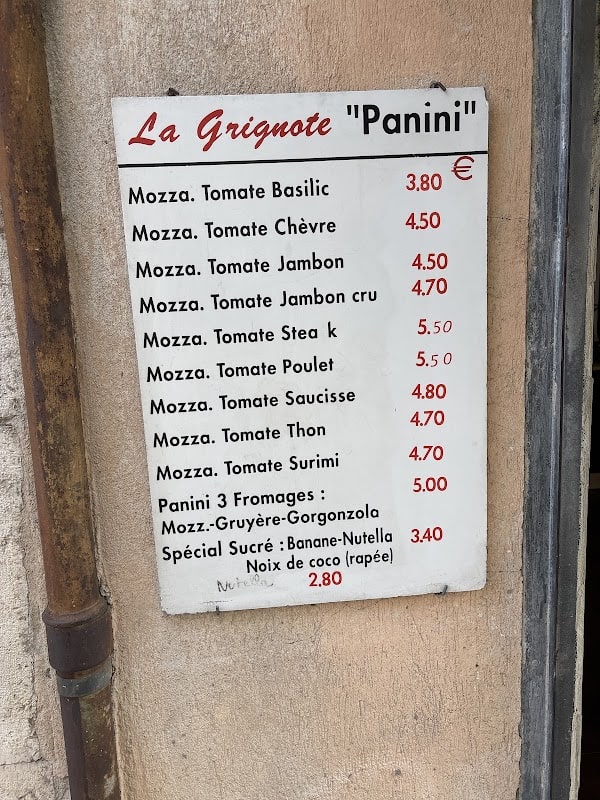 La Grignote "Panini"
€
Mozza. Tomate Basilic 3.80
Mozza. Tomate Chèvre 4.50
Mozza. Tomate Jambon 4.50
Mozza. Tomate Jambon cru 4.70
Mozza. Tomate Stea k 5.50
Mozza. Tomate Poulet 5.50
Mozza. Tomate Saucisse 4.80
Mozza. Tomate Thon 4.70
Mozza. Tomate Surimi 4.70
Panini 3 Fromages : 5.00
Mozz.-Gruyère-Gorgonzola
Spécial Sucré : Banane-Nutella 3.40
Noix de coco (rapée)
Nutella 2.80